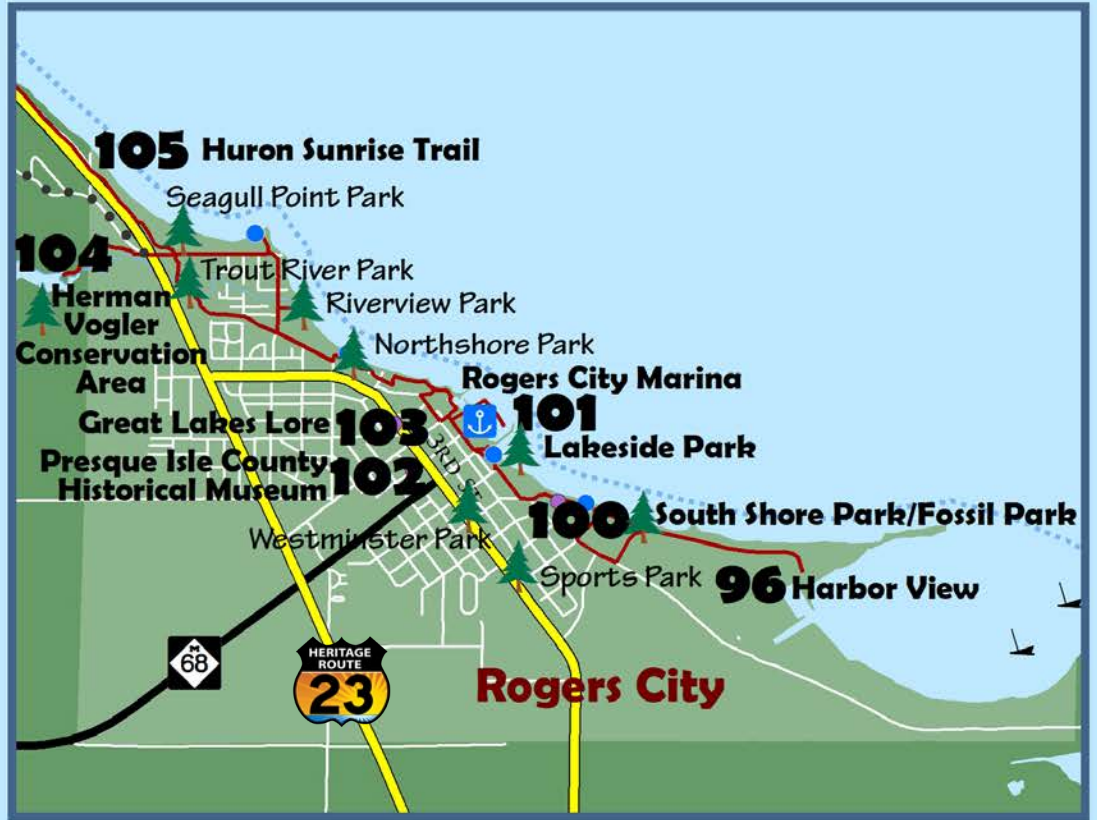 105 Huron Sunrise Trail
Seagull Point Park
104
Trout River Park
Herman
Vogler
Conservation
Area
Riverview Park
Northshore Park
Rogers City Marina
101
Great Lakes Lore 103
3RD ST
Lakeside Park
Presque Isle County
Historical Museum 102
100 South Shore Park/Fossil Park
Westminster Park
Sports Park
96 Harbor View
M
68
HERITAGE
ROUTE
23
Rogers City